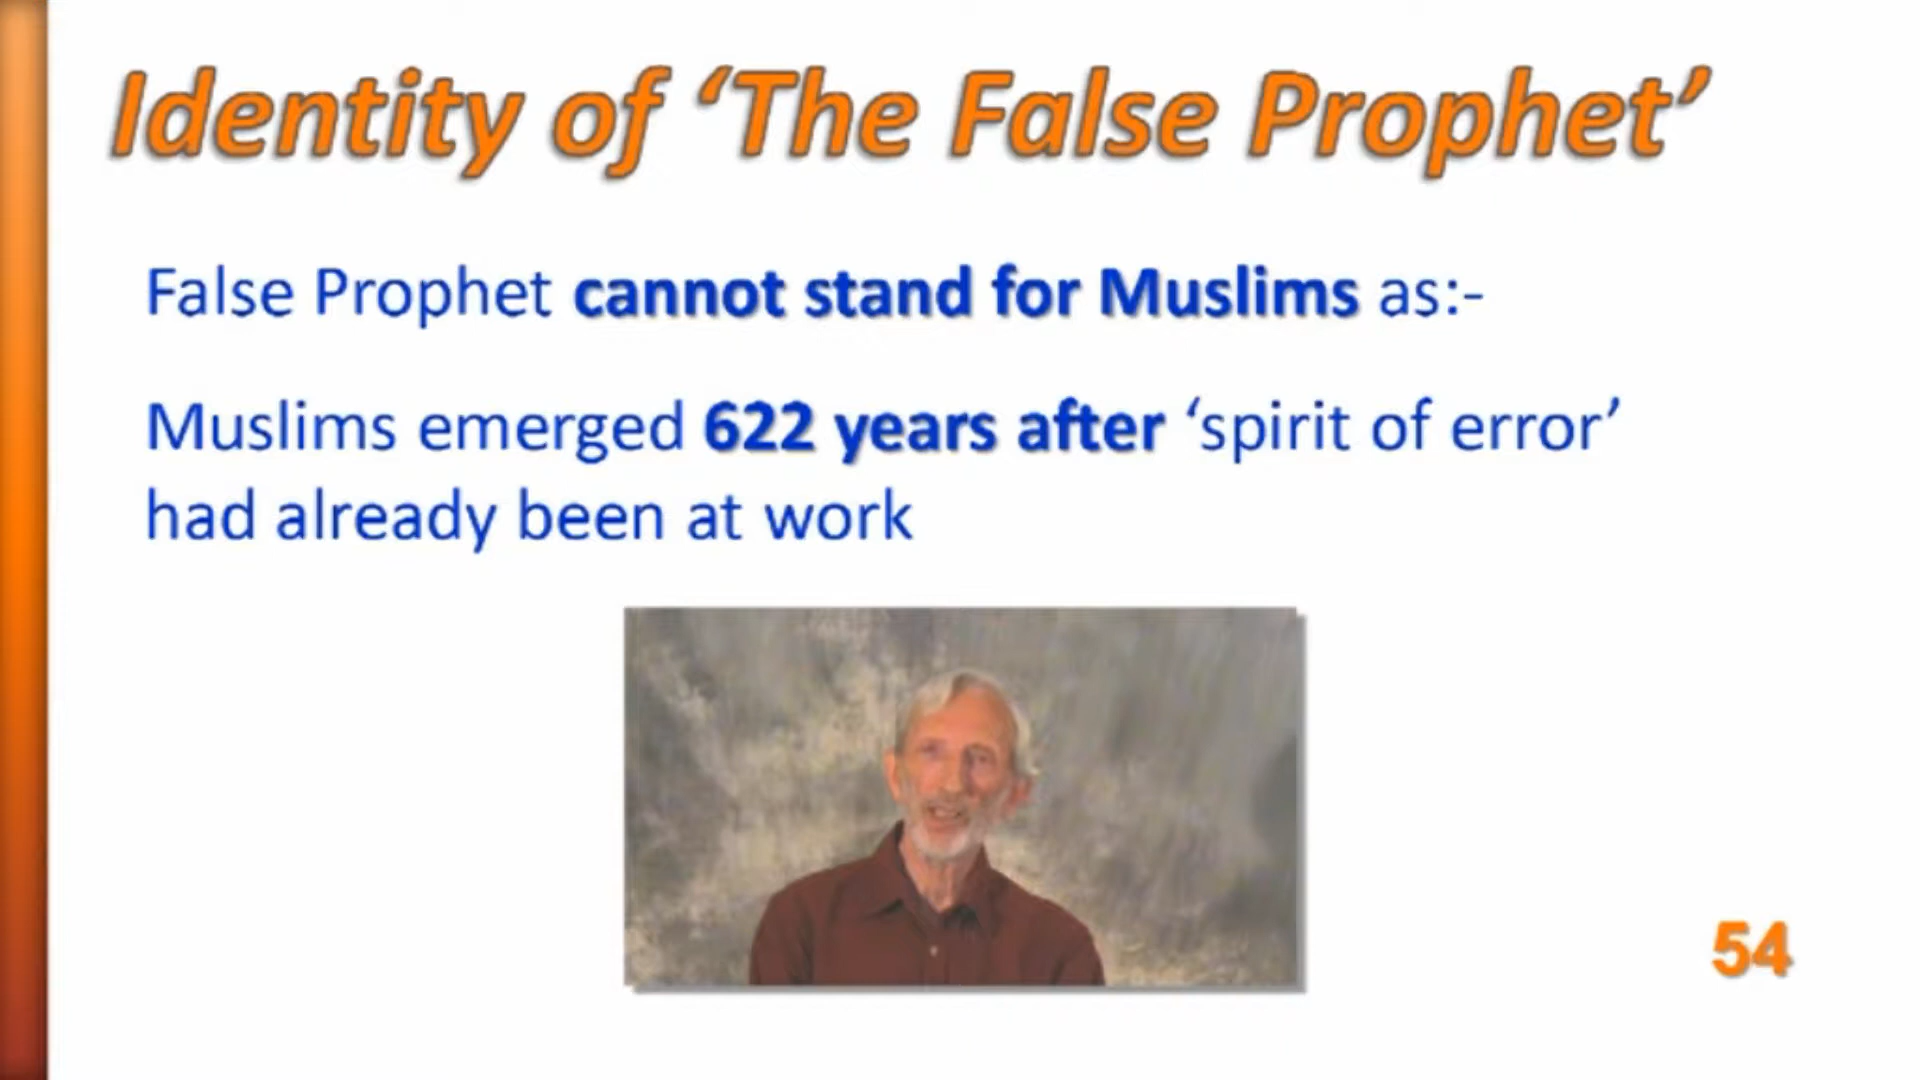 Identity of ‘The False Prophet’
False Prophet cannot stand for Muslims as:-
Muslims emerged 622 years after ‘spirit of error’
had already been at work
54